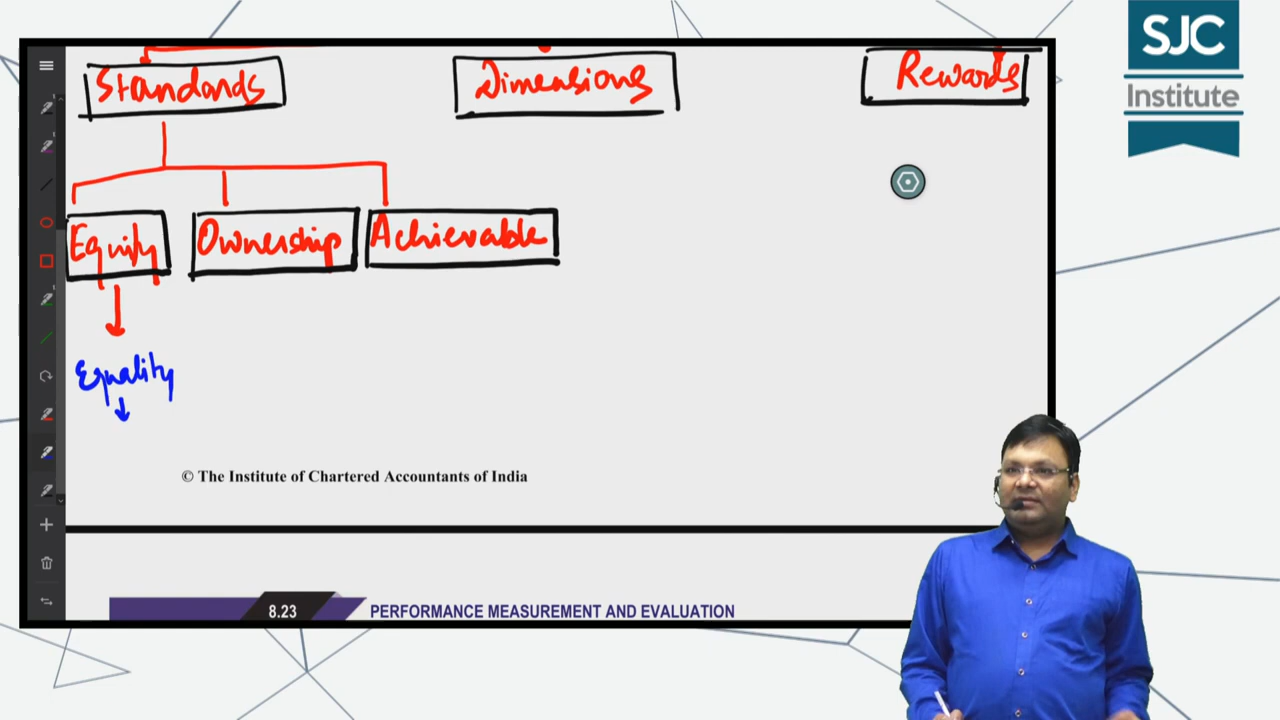 SJC
Institute
Standards
Dimensions
Rewards
Equity
Ownership
Achievable
Equality
© The Institute of Chartered Accountants of India
8.23
PERFORMANCE MEASUREMENT AND EVALUATION